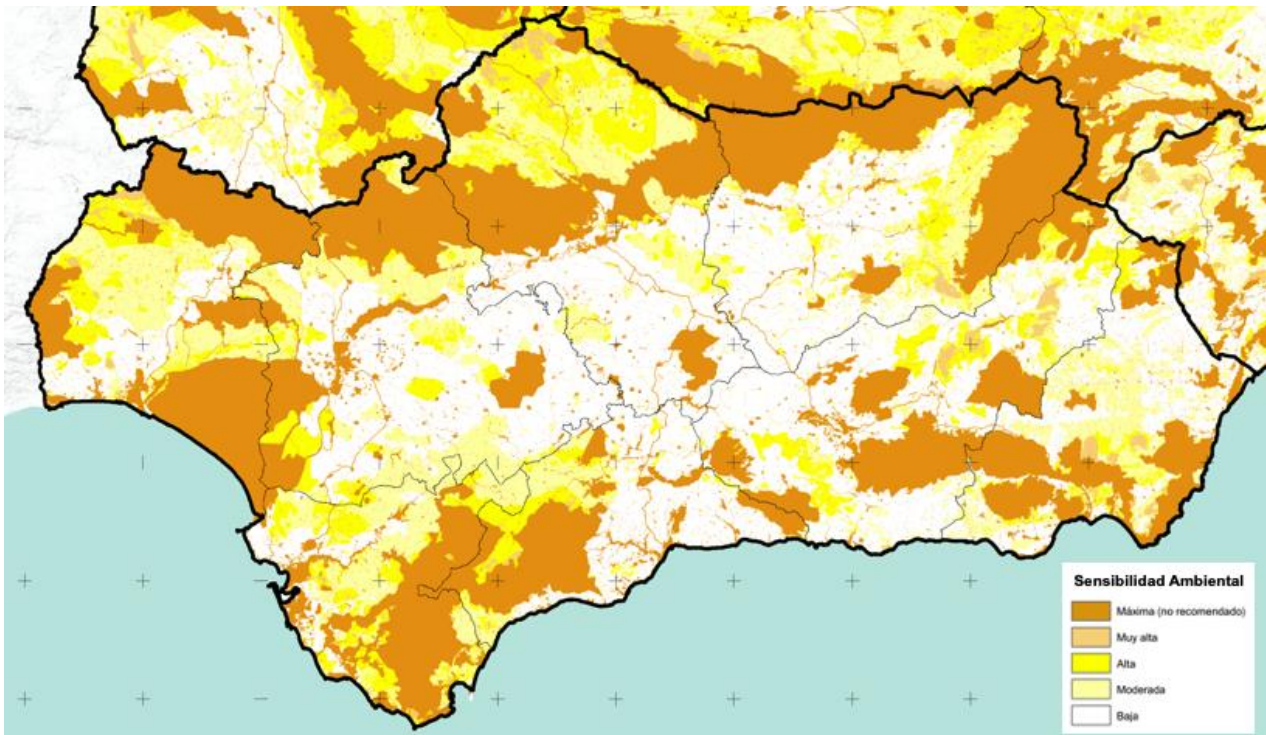 Sensibilidad Ambiental
Máxima (no recomendado)
Muy alta
Alta
Moderada
Baja